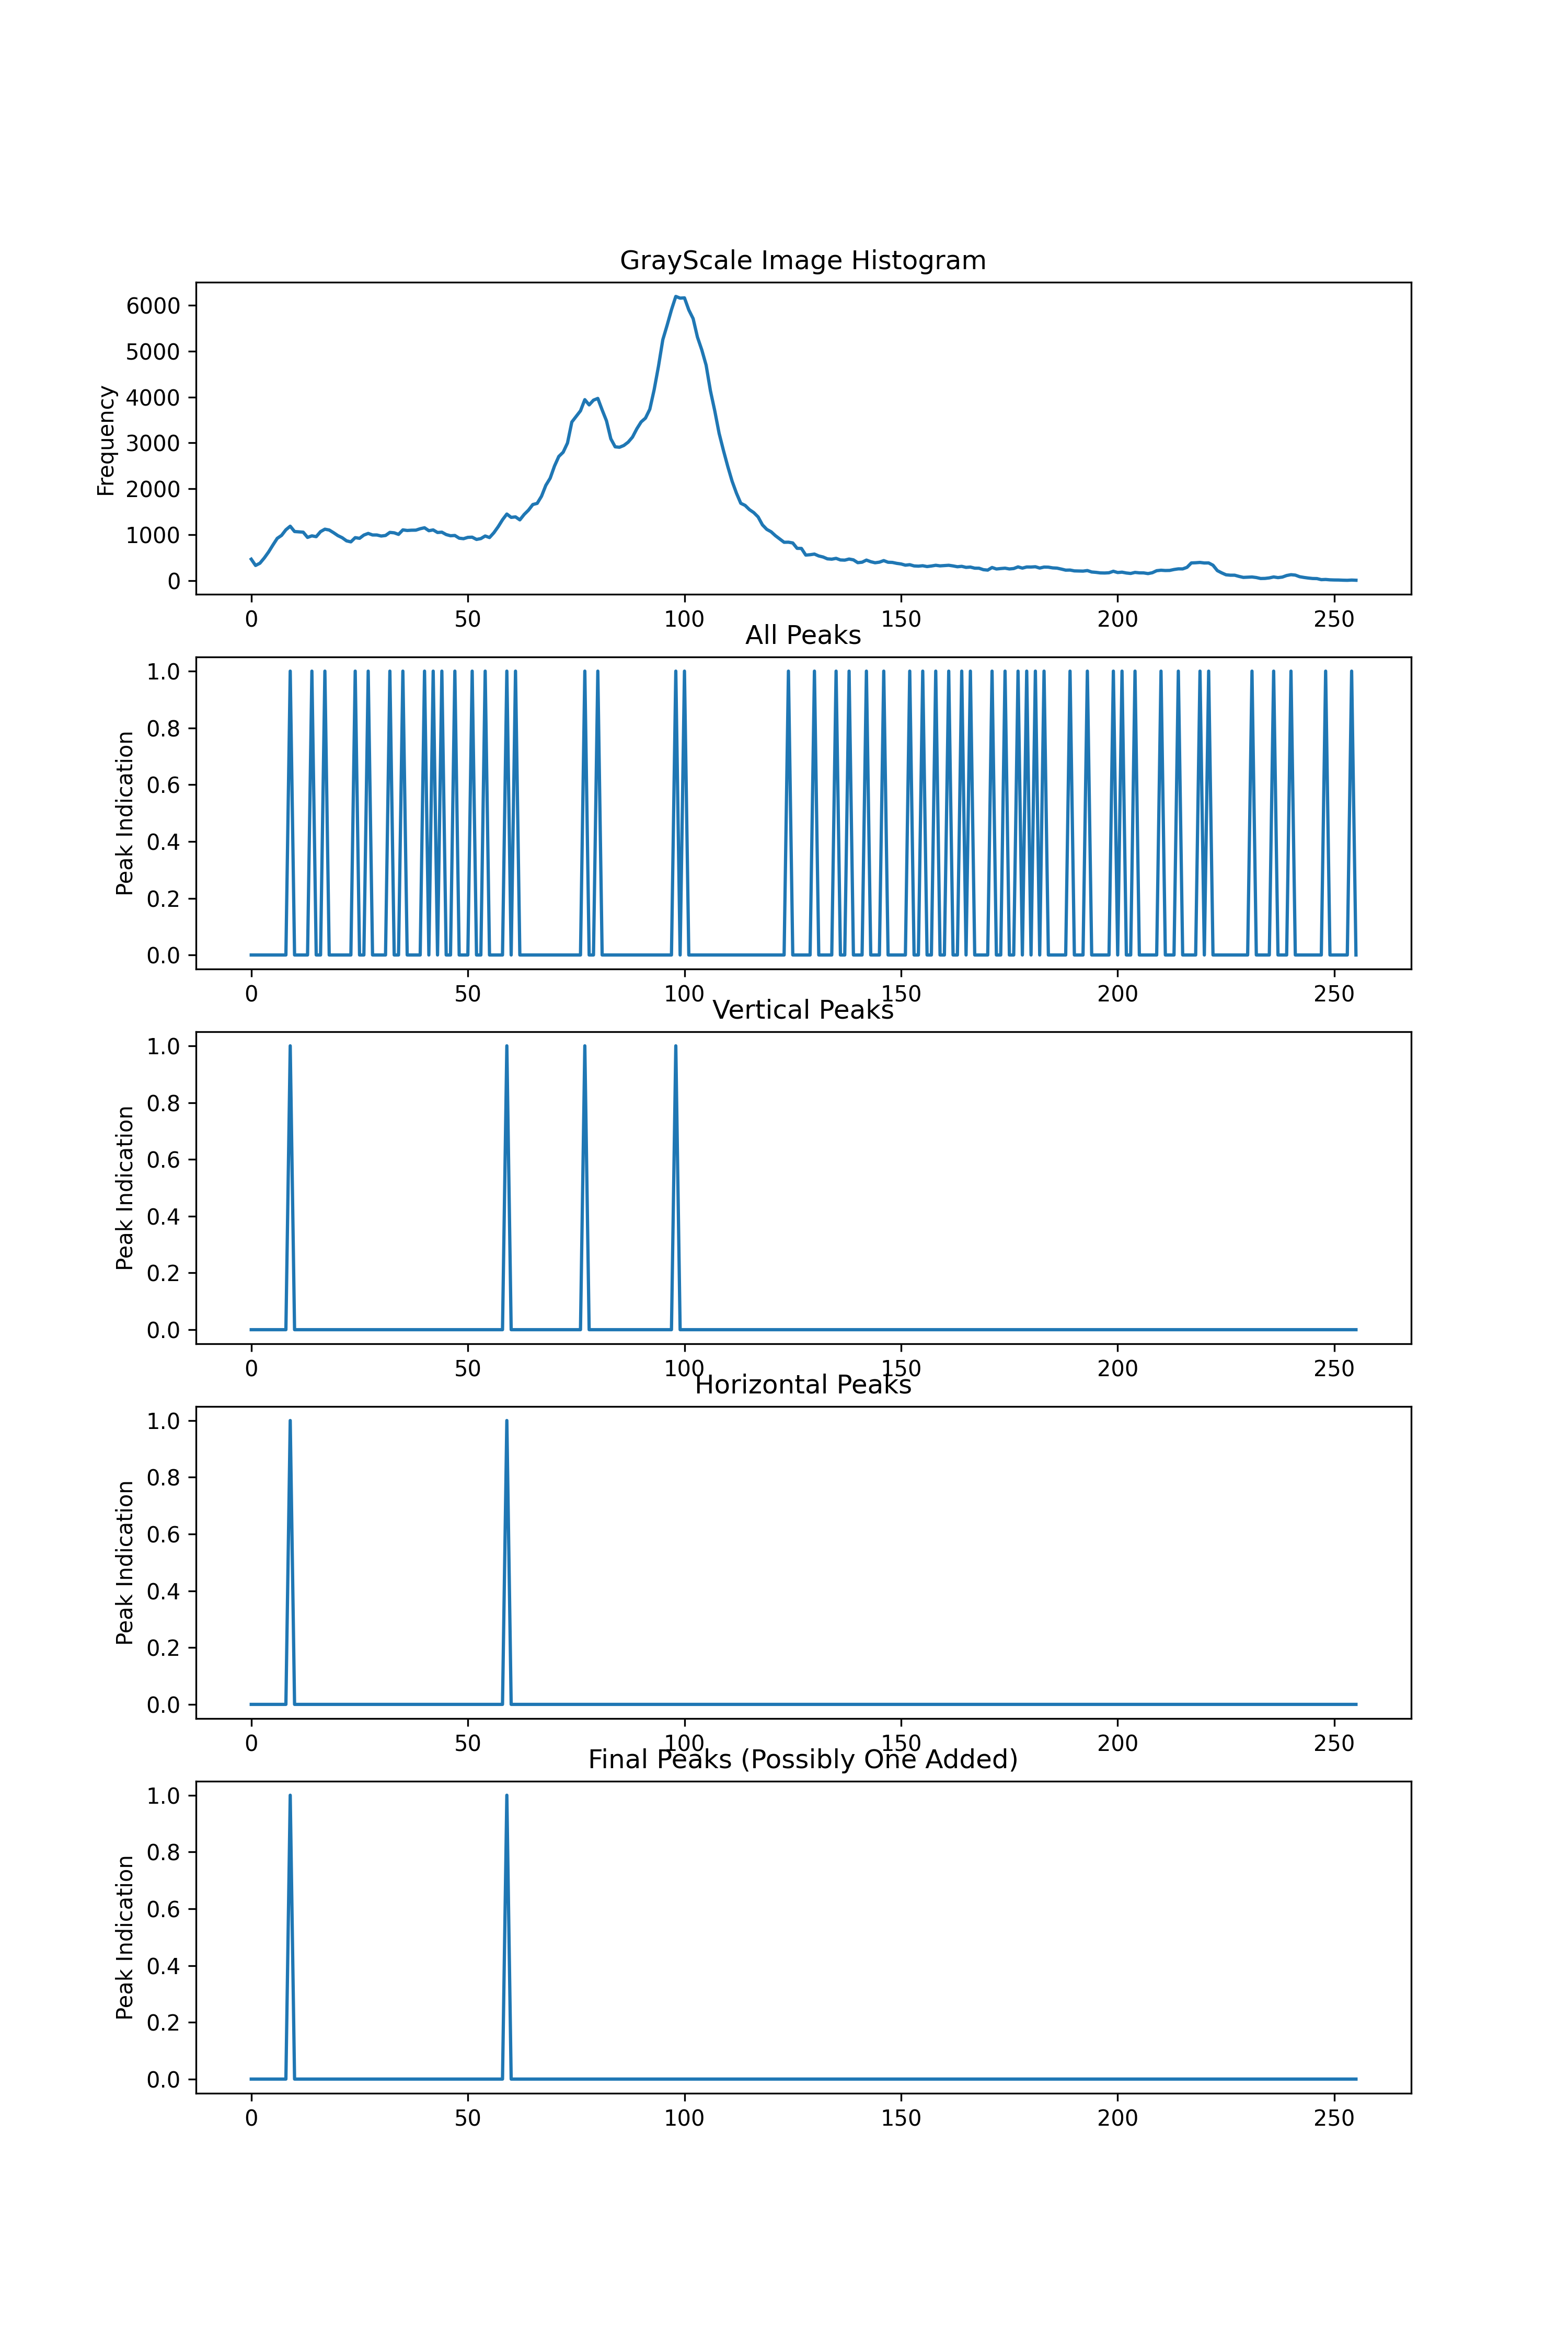 GrayScale Image Histogram
Frequency
6000
5000
4000
3000
2000
1000
0
0 50 100 150 200 250
All Peaks
Peak Indication
1.0
0.8
0.6
0.4
0.2
0.0
0 50 100 150 200 250
Vertical Peaks
Peak Indication
1.0
0.8
0.6
0.4
0.2
0.0
0 50 100 150 200 250
Horizontal Peaks
Peak Indication
1.0
0.8
0.6
0.4
0.2
0.0
0 50 100 150 200 250
Final Peaks (Possibly One Added)
Peak Indication
1.0
0.8
0.6
0.4
0.2
0.0
0 50 100 150 200 250